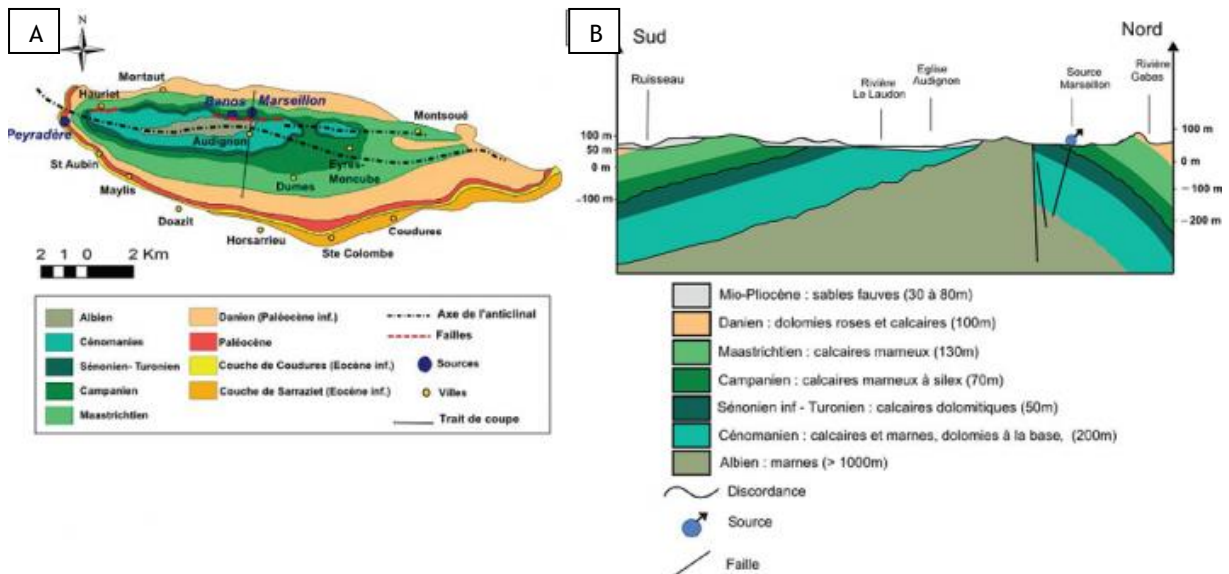 A
N
Mortaut
Hauriet
Banos Marseillon
Montsoué
Peyradère
Audignon
St Aubin
Eyres-
Moncube
Maylis
Dumes
Doazit
Horsarrieu
Coudures
Ste Colombe
2 1 0 2 Km
Albien
Cénomanies
Sénonien- Turonien
Campanien
Maastrichtien
Danien (Paléocène inf.)
Paléocène
Couche de Coudures (Eocène inf.)
Couche de Sarraziet (Eocène inf.)
Axe de l'anticlinal
Failles
Sources
Villes
Trait de coupe
B
Sud
Nord
Ruisseau
Rivière
Le Laudon
Eglise
Audignon
Source
Marseillon
Rivière
Gabas
100 m
50 m
0 m
-100 m
100 m
0 m
-100 m
-200 m
Mio-Pliocène : sables fauves (30 à 80m)
Danien : dolomies roses et calcaires (100m)
Maastrichtien : calcaires marneux (130m)
Campanien : calcaires marneux à silex (70m)
Sénonien inf - Turonien : calcaires dolomitiques (50m)
Cénomanien : calcaires et marnes, dolomies à la base, (200m)
Albien : marnes (> 1000m)
Discordance
Source
Faille